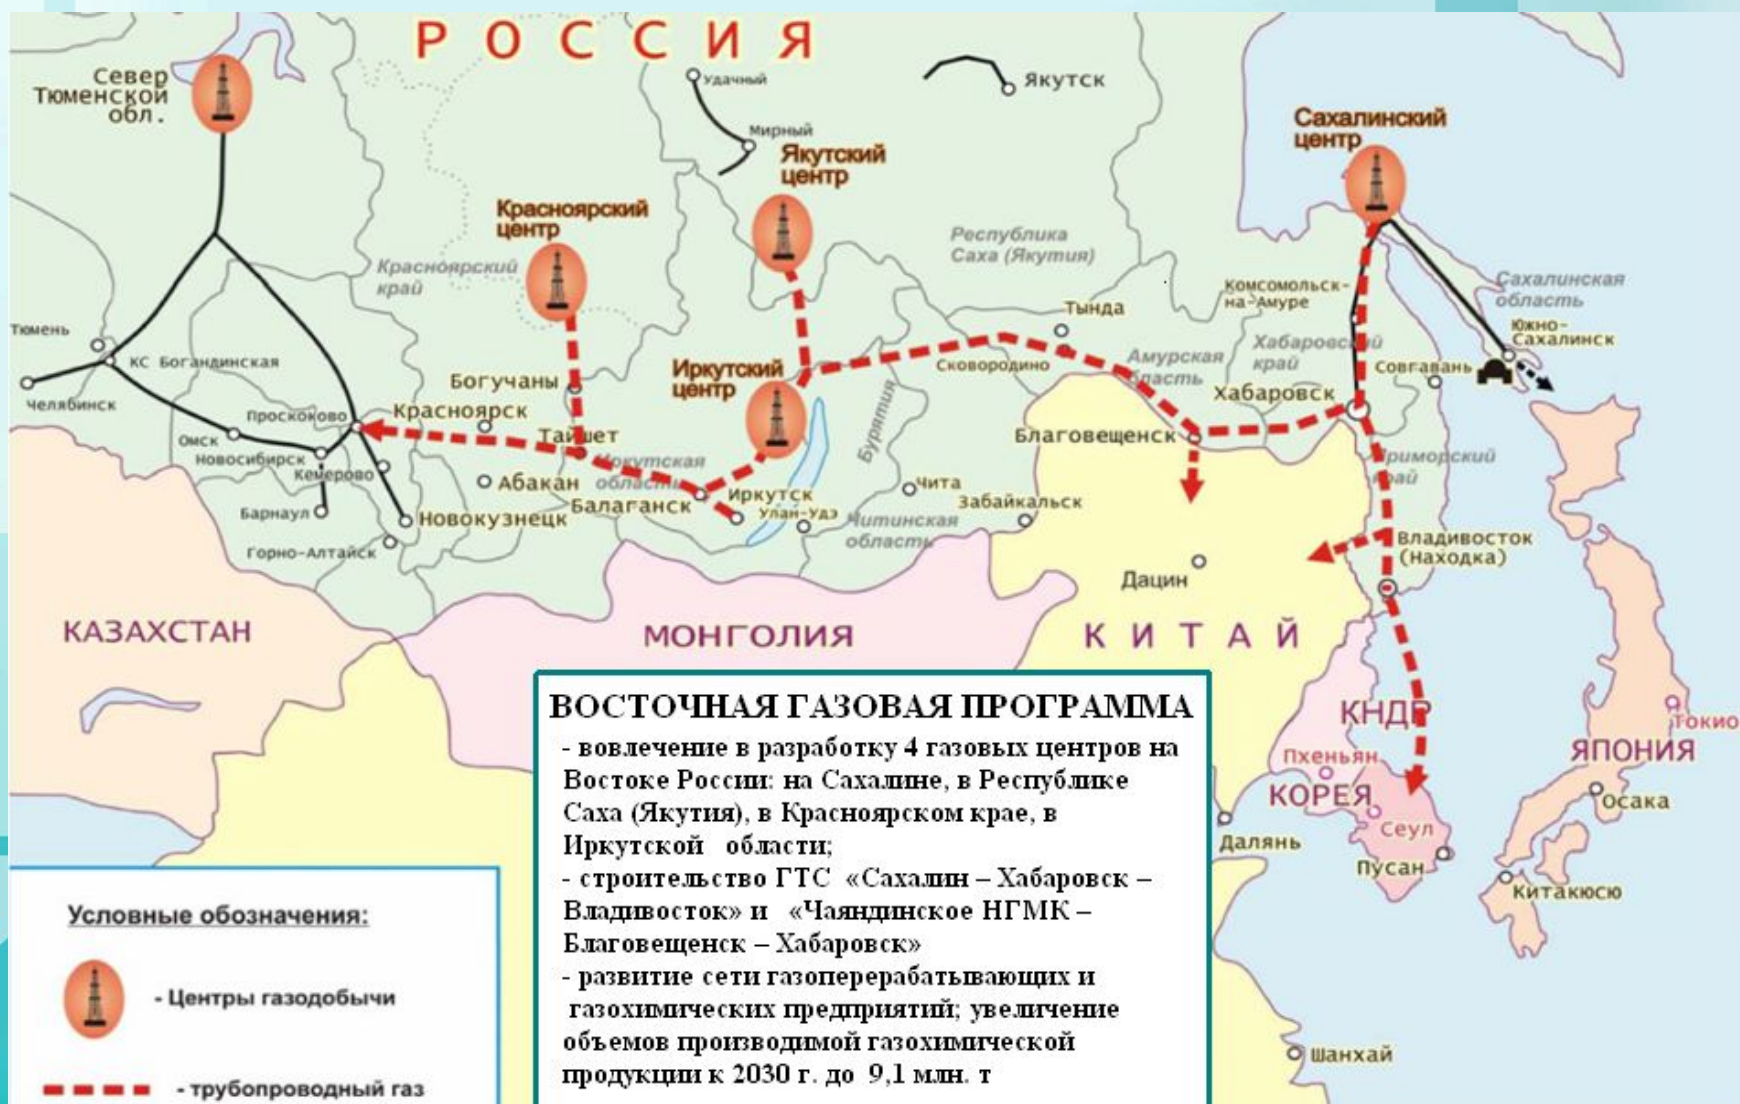 РОССИЯ
Север
Тюменской
обл.
Удачный
Якутск
Мирный
Якутский
центр
Сахалинский
центр
Красноярский
центр
Красноярский
край
Республика
Саха (Якутия)
Комсомольск-
на-Амуре
Сахалинская
область
Тюмень
КС Богандинская
Тында
Южно-
Сахалинск
Хабаровский
край
Амурская
область
Сковородино
Совгавань
Иркутский
центр
Богучаны
Челябинск
Проскоково
Красноярск
Хабаровск
Омск
Тайшет
Бурятия
Благовещенск
Новосибирск
Кемерово
Иркутская
область
Приморский
край
Абакан
Балаганск
Иркутск
Чита
Забайкальск
Барнаул
Новокузнецк
Улан-Удэ
Читинская
область
Горно-Алтайск
Владивосток
(Находка)
Дацин
КАЗАХСТАН
МОНГОЛИЯ
КИТАЙ
КНДР
Токио
Пхеньян
ЯПОНИЯ
КОРЕЯ
Осака
Сеул
Далянь
Пусан
Китакюсю
Шанхай
ВОСТОЧНАЯ ГАЗОВАЯ ПРОГРАММА
- вовлечение в разработку 4 газовых центров на
Востоке России: на Сахалине, в Республике
Саха (Якутия), в Красноярском крае, в
Иркутской области;
- строительство ГТС «Сахалин – Хабаровск –
Владивосток» и «Чаяндинское НГМК –
Благовещенск – Хабаровск»
- развитие сети газоперерабатывающих и
газохимических предприятий; увеличение
объемов производимой газохимической
продукции к 2030 г. до 9,1 млн. т
Условные обозначения:
- Центры газодобычи
- трубопроводный газ